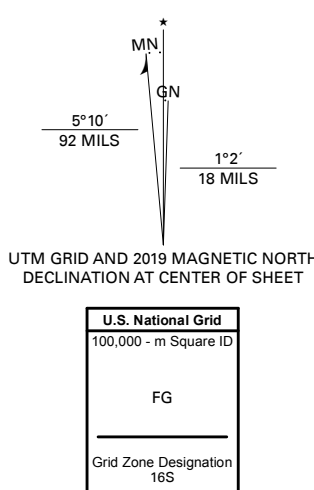 ★
M.N.
GN
5°10´
92 MILS
1°2´
18 MILS
UTM GRID AND 2019 MAGNETIC NORTH
DECLINATION AT CENTER OF SHEET
U.S. National Grid
100,000 - m Square ID
FG
Grid Zone Designation
16S